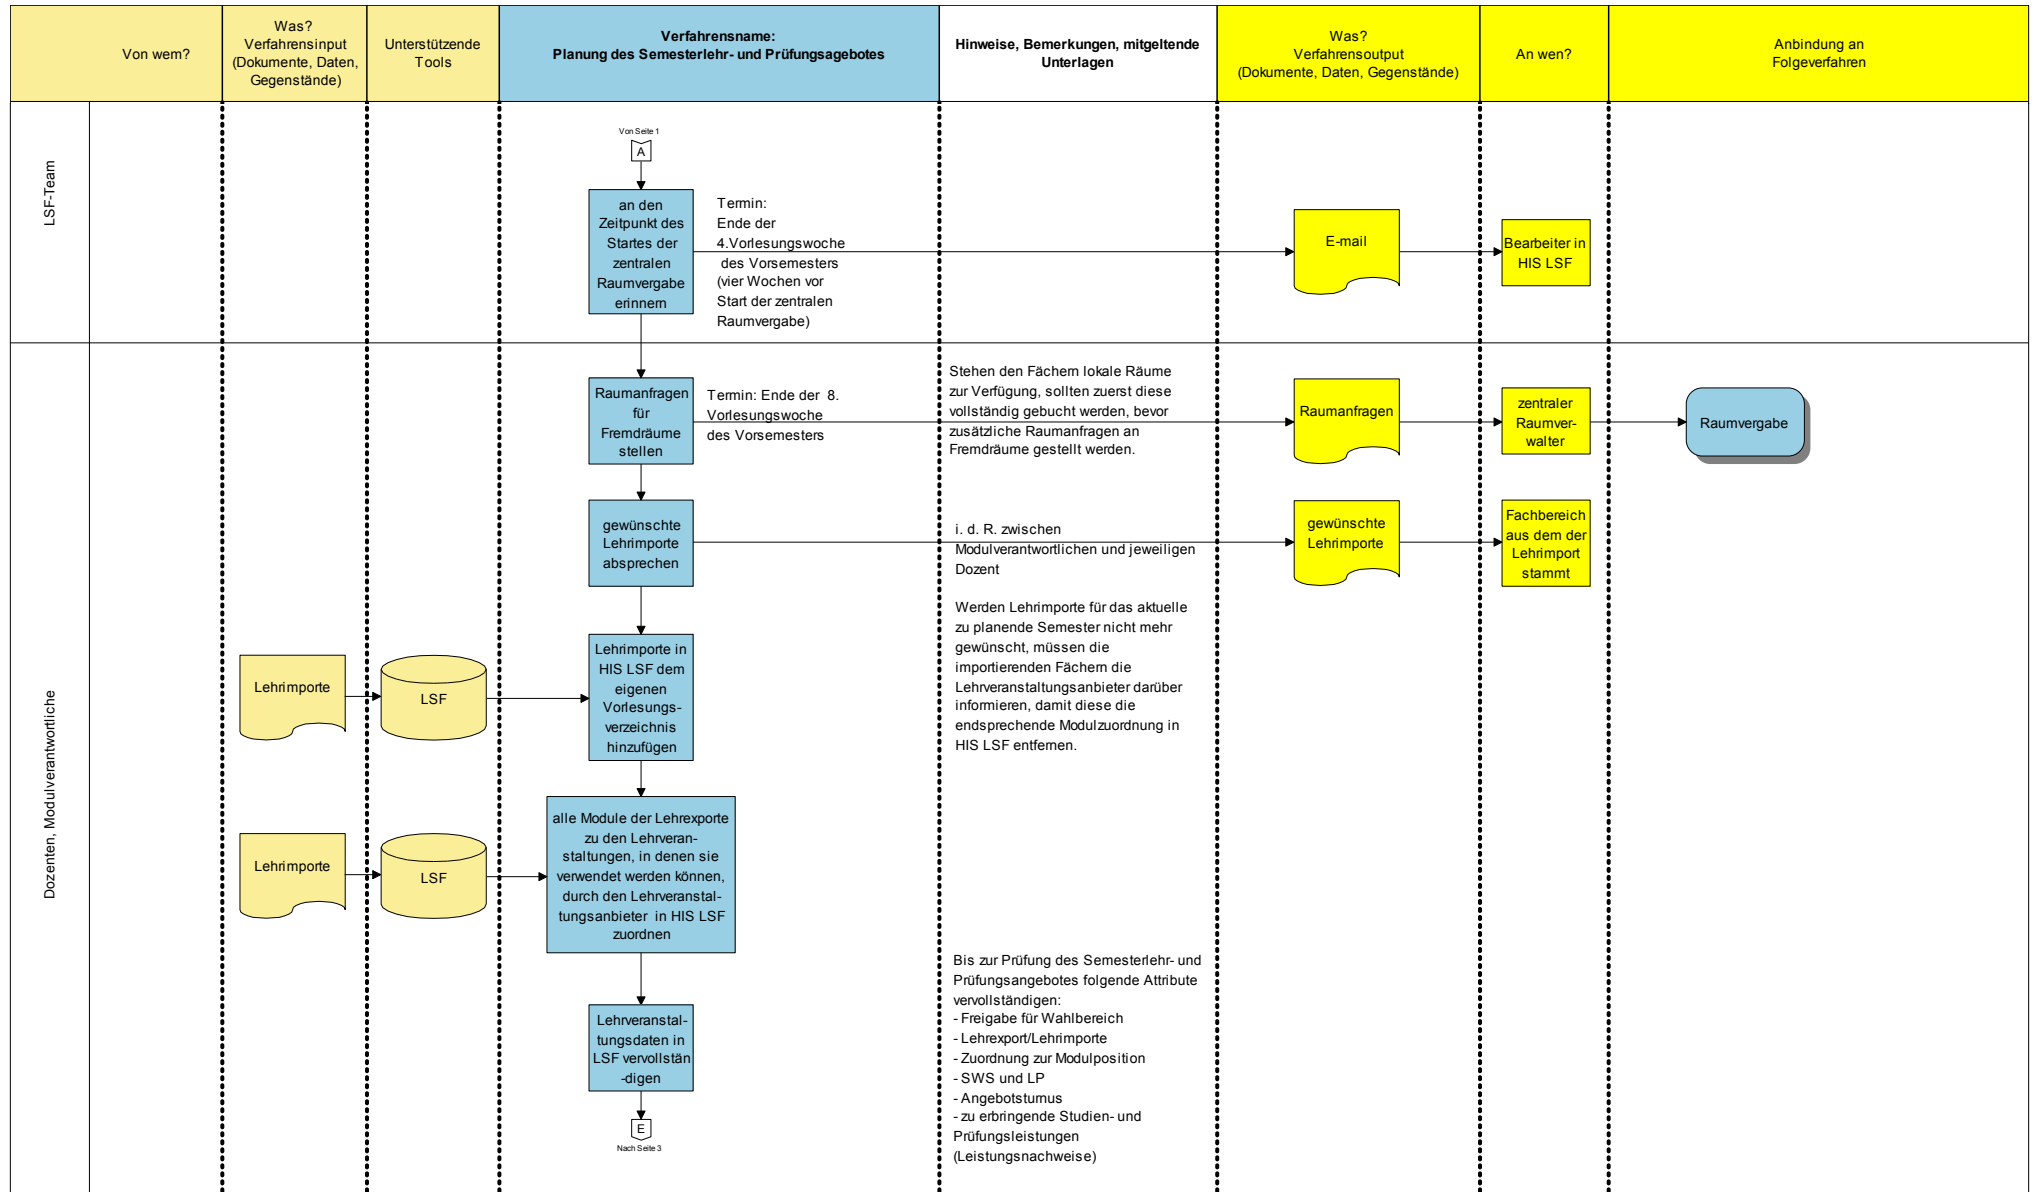 Von wem?
Was?
Verfahrensinput
(Dokumente, Daten,
Gegenstände)
Unterstützende
Tools
Verfahrensname:
Planung des Semesterlehr- und Prüfungsagebotes
Hinweise, Bemerkungen, mitgeltende
Unterlagen
Was?
Verfahrensoutput
(Dokumente, Daten, Gegenstände)
An wen?
Anbindung an
Folgeverfahren
LSF-Team
Von Seite 1
A
an den
Zeitpunkt des
Startes der
zentralen
Raumvergabe
erinnern
Termin:
Ende der
4.Vorlesungswoche
des Vorsemesters
(vier Wochen vor
Start der zentralen
Raumvergabe)
E-mail
Bearbeiter in
HIS LSF
Dozenten, Modulverantwortliche
Raumanfragen
für
Fremdräume
stellen
Termin: Ende der 8.
Vorlesungswoche
des Vorsemesters
Stehen den Fächern lokale Räume
zur Verfügung, sollten zuerst diese
vollständig gebucht werden, bevor
zusätzliche Raumanfragen an
Fremdräume gestellt werden.
Raumanfragen
zentraler
Raumver-
walter
Raumvergabe
gewünschte
Lehrimporte
absprechen
i. d. R. zwischen
Modulverantwortlichen und jeweiligen
Dozent
gewünschte
Lehrimporte
Fachbereich
aus dem der
Lehrimport
stammt
Werden Lehrimporte für das aktuelle
zu planende Semester nicht mehr
gewünscht, müssen die
importierenden Fächern die
Lehrveranstaltungsanbieter darüber
informieren, damit diese die
endsprechende Modulzuordnung in
HIS LSF entfernen.
Lehrimporte
LSF
Lehrimporte in
HIS LSF dem
eigenen
Vorlesungs-
verzeichnis
hinzufügen
Lehrimporte
LSF
alle Module der Lehrexporte
zu den Lehrveran-
staltungen, in denen sie
verwendet werden können,
durch den Lehrveranstal-
tungsanbieter in HIS LSF
zuordnen
Lehrveranstal-
tungsdaten in
LSF vervollstän
-digen
Bis zur Prüfung des Semesterlehr- und
Prüfungsangebotes folgende Attribute
vervollständigen:
- Freigabe für Wahlbereich
- Lehrexport/Lehrimporte
- Zuordnung zur Modulposition
- SWS und LP
- Angebotsturnus
- zu erbringende Studien- und
Prüfungsleistungen
(Leistungsnachweise)
E
Nach Seite 3